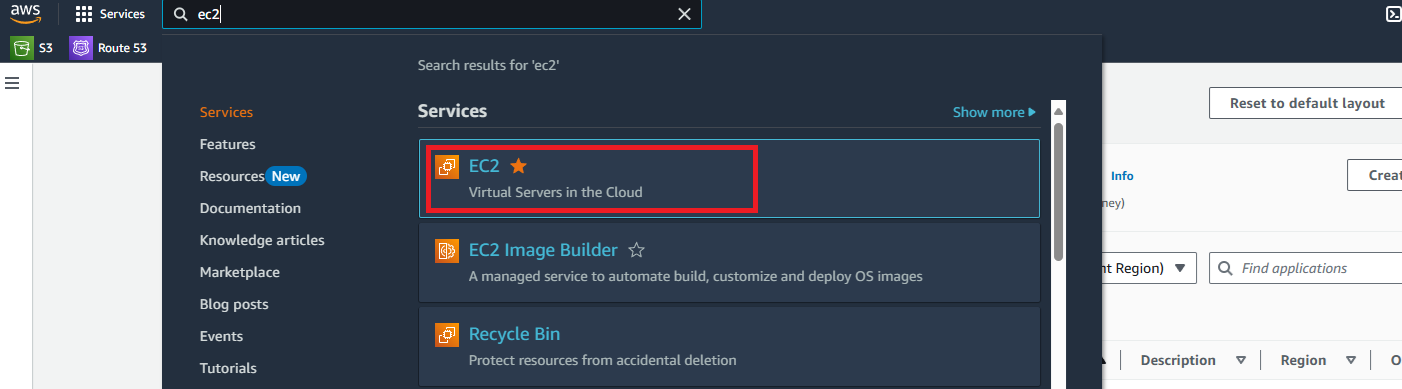 aws
Services
ec2
S3
Route 53
Search results for 'ec2'
Services
Features
Resources New
Documentation
Knowledge articles
Marketplace
Blog posts
Events
Tutorials
Services
Show more
EC2
Virtual Servers in the Cloud
EC2 Image Builder
A managed service to automate build, customize and deploy OS images
Recycle Bin
Protect resources from accidental deletion
Reset to default layout
Info
Creat
ney)
nt Region)
Find applications
Description
Region
O